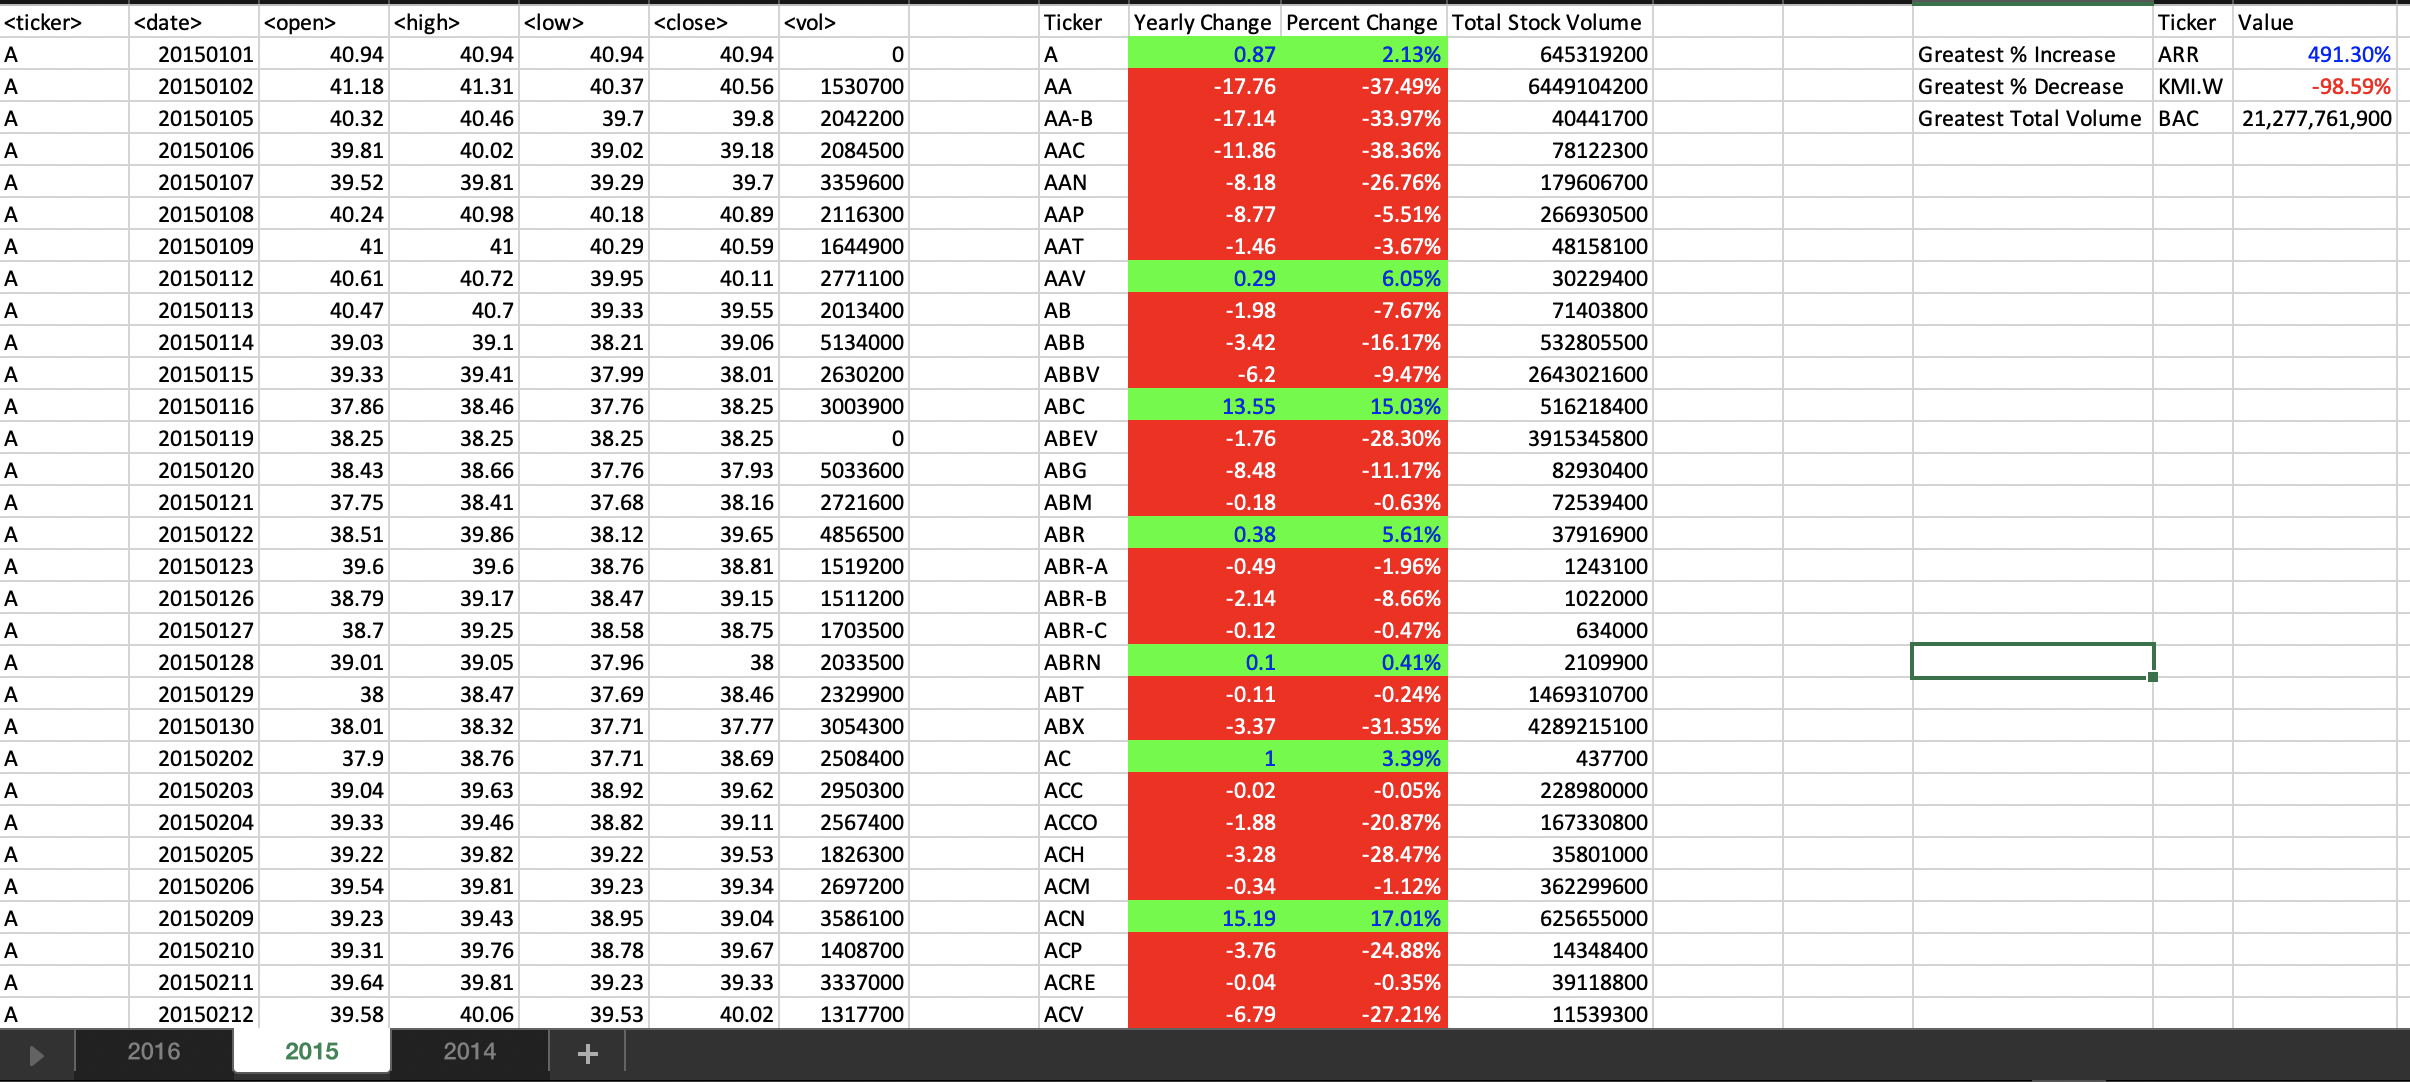 <ticker> <date> <open> <high> <low> <close> <vol> Ticker Yearly Change Percent Change Total Stock Volume Ticker Value
A 20150101 40.94 40.94 40.94 40.94 0 A 0.87 2.13% 645319200 Greatest % Increase ARR 491.30%
A 20150102 41.18 41.31 40.37 40.56 1530700 AA -17.76 -37.49% 6449104200 Greatest % Decrease KMI.W -98.59%
A 20150105 40.32 40.46 39.7 39.8 2042200 AA-B -17.14 -33.97% 40441700 Greatest Total Volume BAC 21,277,761,900
A 20150106 39.81 40.02 39.02 39.18 2084500 AAC -11.86 -38.36% 78122300
A 20150107 39.52 39.81 39.29 39.7 3359600 AAN -8.18 -26.76% 179606700
A 20150108 40.24 40.98 40.18 40.89 2116300 AAP -8.77 -5.51% 266930500
A 20150109 41 41 40.29 40.59 1644900 AAT -1.46 -3.67% 48158100
A 20150112 40.61 40.72 39.95 40.11 2771100 AAV 0.29 6.05% 30229400
A 20150113 40.47 40.7 39.33 39.55 2013400 AB -1.98 -7.67% 71403800
A 20150114 39.03 39.1 38.21 39.06 5134000 ABB -3.42 -16.17% 532805500
A 20150115 39.33 39.41 37.99 38.01 2630200 ABBV -6.2 -9.47% 2643021600
A 20150116 37.86 38.46 37.76 38.25 3003900 ABC 13.55 15.03% 516218400
A 20150119 38.25 38.25 38.25 38.25 0 ABEV -1.76 -28.30% 3915345800
A 20150120 38.43 38.66 37.76 37.93 5033600 ABG -8.48 -11.17% 82930400
A 20150121 37.75 38.41 37.68 38.16 2721600 ABM -0.18 -0.63% 72539400
A 20150122 38.51 39.86 38.12 39.65 4856500 ABR 0.38 5.61% 37916900
A 20150123 39.6 39.6 38.76 38.81 1519200 ABR-A -0.49 -1.96% 1243100
A 20150126 38.79 39.17 38.47 39.15 1511200 ABR-B -2.14 -8.66% 1022000
A 20150127 38.7 39.25 38.58 38.75 1703500 ABR-C -0.12 -0.47% 634000
A 20150128 39.01 39.05 37.96 38 2033500 ABRN 0.1 0.41% 2109900
A 20150129 38 38.47 37.69 38.46 2329900 ABT -0.11 -0.24% 1469310700
A 20150130 38.01 38.32 37.71 37.77 3054300 ABX -3.37 -31.35% 4289215100
A 20150202 37.9 38.76 37.71 38.69 2508400 AC 1 3.39% 437700
A 20150203 39.04 39.63 38.92 39.62 2950300 ACC -0.02 -0.05% 228980000
A 20150204 39.33 39.46 38.82 39.11 2567400 ACCO -1.88 -20.87% 167330800
A 20150205 39.22 39.82 39.22 39.53 1826300 ACH -3.28 -28.47% 35801000
A 20150206 39.54 39.81 39.23 39.34 2697200 ACM -0.34 -1.12% 362299600
A 20150209 39.23 39.43 38.95 39.04 3586100 ACN 15.19 17.01% 625655000
A 20150210 39.31 39.76 38.78 39.67 1408700 ACP -3.76 -24.88% 14348400
A 20150211 39.64 39.81 39.23 39.33 3337000 ACRE -0.04 -0.35% 39118800
A 20150212 39.58 40.06 39.53 40.02 1317700 ACV -6.79 -27.21% 11539300
2016 2015 2014 +